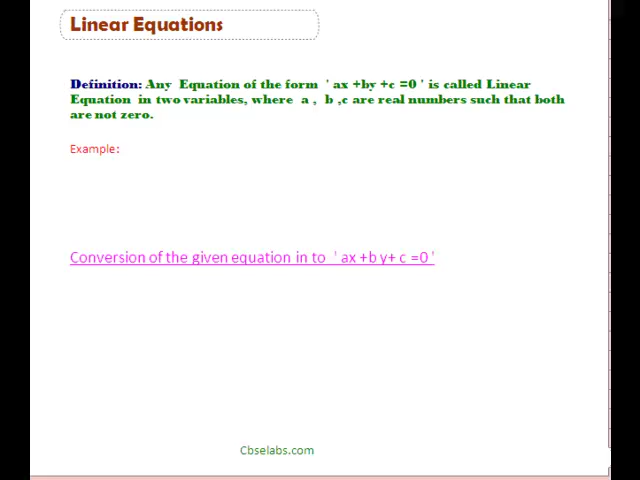 Linear Equations
Definition: Any Equation of the form ' ax +by +c =0 ' is called Linear
Equation in two variables, where a , b ,c are real numbers such that both
are not zero.
Example:
Conversion of the given equation in to ' ax +b y+ c =0 '
Cbselabs.com